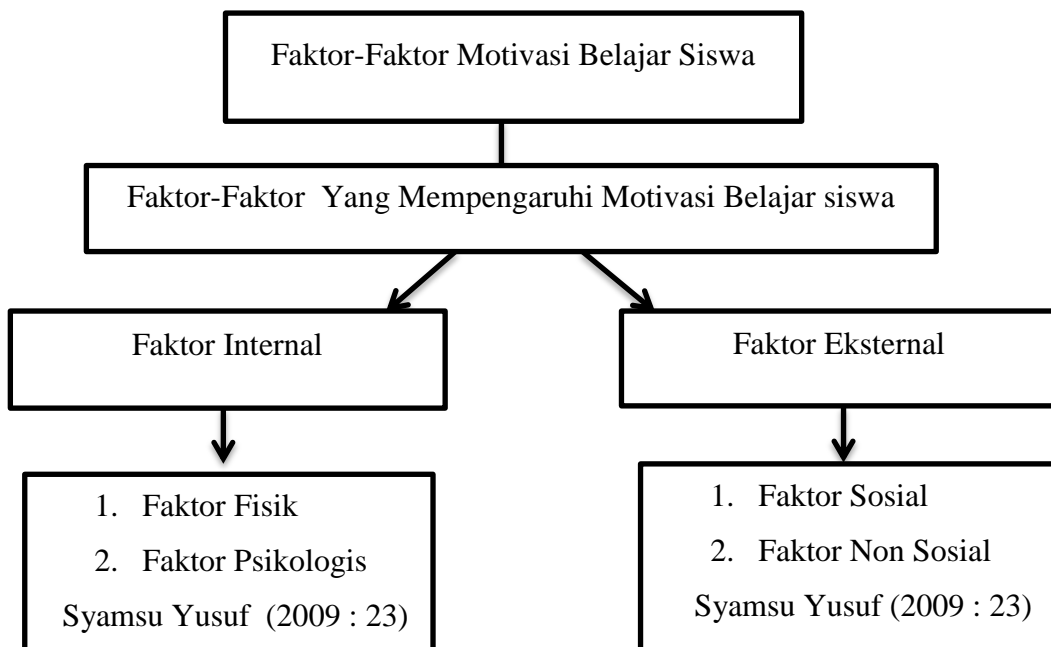 Faktor-Faktor Motivasi Belajar Siswa
Faktor-Faktor  Yang Mempengaruhi Motivasi Belajar siswa
Faktor Internal
Faktor Eksternal
1. Faktor Fisik
2. Faktor Psikologis
Syamsu Yusuf  (2009 : 23)
1. Faktor Sosial
2. Faktor Non Sosial
Syamsu Yusuf (2009 : 23)